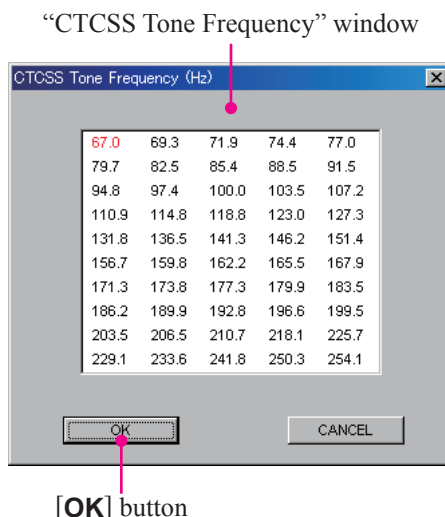 “CTCSS Tone Frequency” window
CTCSS Tone Frequency (Hz)
67.0 69.3 71.9 74.4 77.0
79.7 82.5 85.4 88.5 91.5
94.8 97.4 100.0 103.5 107.2
110.9 114.8 118.8 123.0 127.3
131.8 136.5 141.3 146.2 151.4
156.7 159.8 162.2 165.5 167.9
171.3 173.8 177.3 179.9 183.5
186.2 189.9 192.8 196.6 199.5
203.5 206.5 210.7 218.1 225.7
229.1 233.6 241.8 250.3 254.1
OK CANCEL
[OK] button